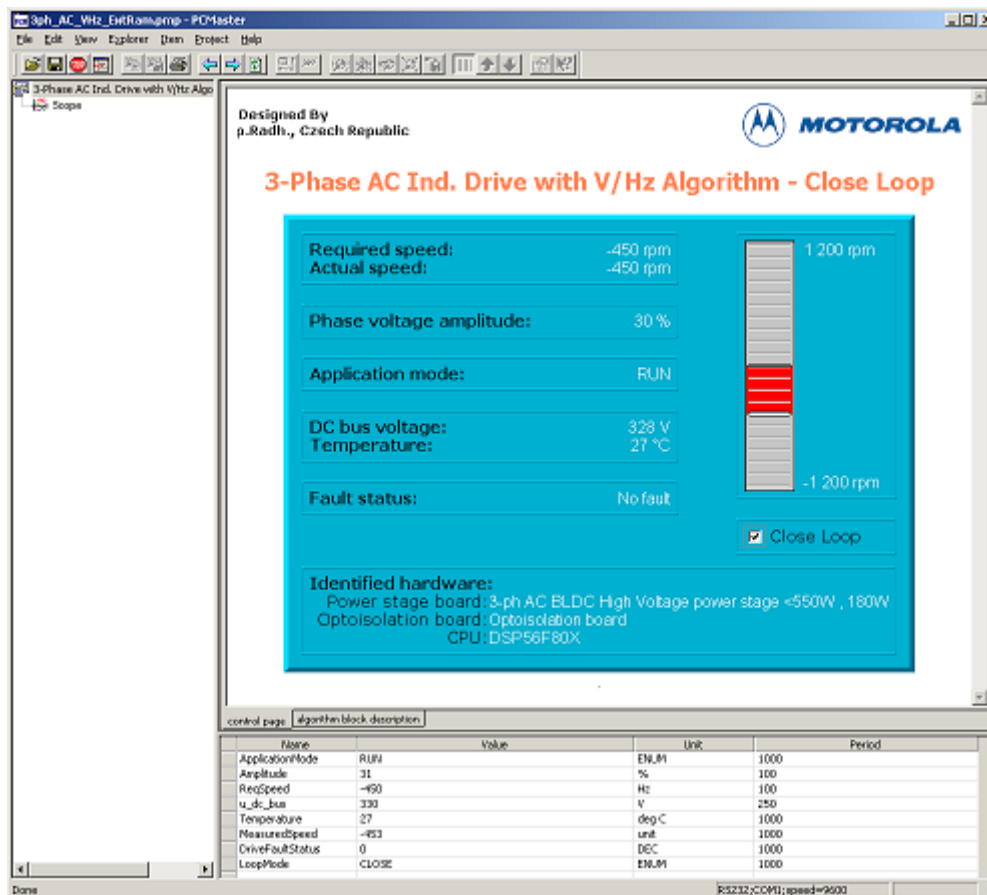 3ph_AC_VHz_ExtRam.pmp - PCMaster
File Edit View Explorer Item Project Help
3-Phase AC Ind. Drive with V/Hz Algo
Scope
Designed By
p.Radh., Czech Republic
MOTOROLA
3-Phase AC Ind. Drive with V/Hz Algorithm - Close Loop
Required speed: -450 rpm
Actual speed: -450 rpm
1 200 rpm
Phase voltage amplitude: 30 %
Application mode: RUN
DC bus voltage: 328 V
Temperature: 27 °C
-1 200 rpm
Fault status: No fault
Close Loop
Identified hardware:
Power stage board: 3-ph AC BLDC High Voltage power stage <550W , 180W
Optoisolation board: Optoisolation board
CPU: DSP56F80X
control page algorithm block description
Name Value Unit Period
ApplicationMode RUN ENUM 1000
Amplitude 31 % 100
ReqSpeed -450 Hz 100
u_dc_bus 330 V 250
Temperature 27 deg C 1000
MeasuredSpeed -453 unit 1000
DriveFaultStatus 0 DEC 1000
LoopMode CLOSE ENUM 1000
Done RS232;COM1;speed=9600